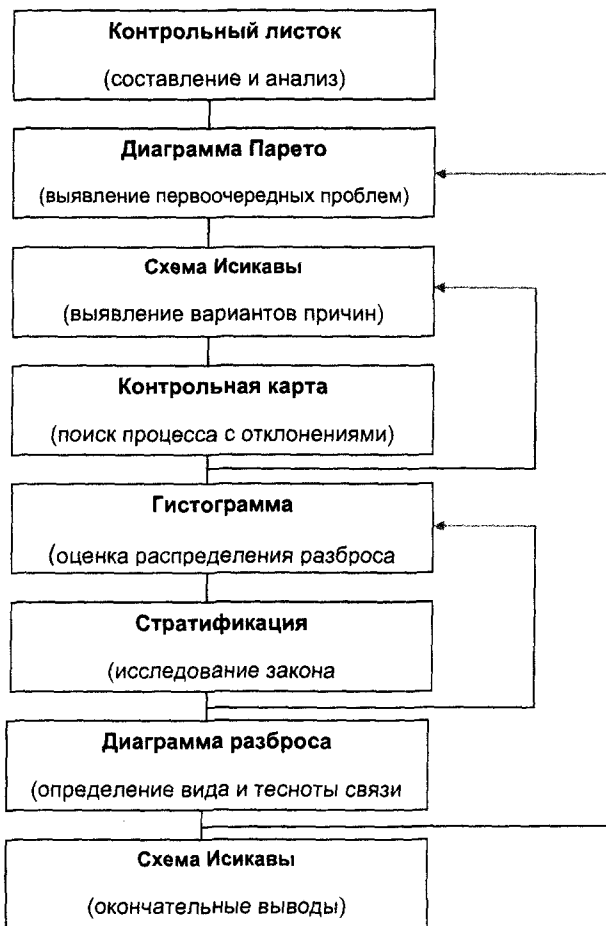 Контрольный листок
(составление и анализ)
Диаграмма Парето
(выявление первоочередных проблем)
Схема Исикавы
(выявление вариантов причин)
Контрольная карта
(поиск процесса с отклонениями)
Гистограмма
(оценка распределения разброса
Стратификация
(исследование закона
Диаграмма разброса
(определение вида и тесноты связи
Схема Исикавы
(окончательные выводы)